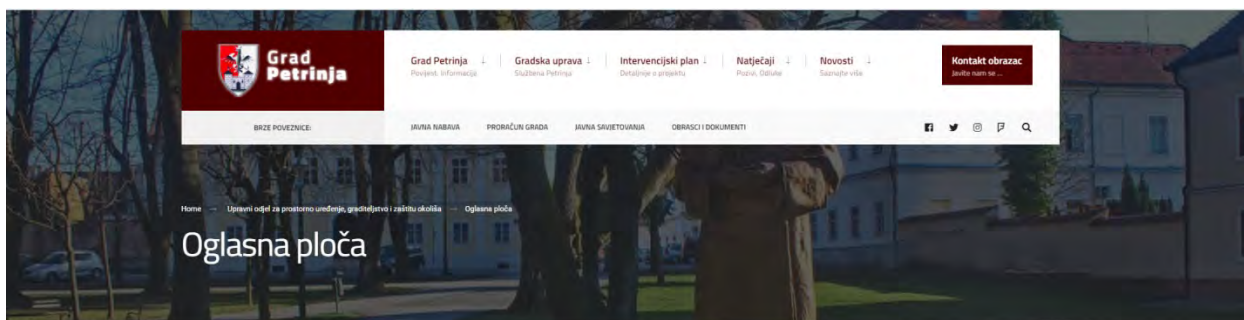 Grad
Petrinja
Grad Petrinja ↓
Povijest, Informacija
Gradska uprava ↓
Službena Petrinja
Intervencijski plan ↓
Detaljnije o projektu
Natječaji ↓
Pozivi, Odluke
Novosti ↓
Saznajte više
Kontakt obrazac
Javite nam se ...
BRZE POVEZNICE:
JAVNA NABAVA PRORAČUN GRADA JAVNA SAVJETOVANJA OBRASCI I DOKUMENTI
Home → Upravni odjel za prostorno uređenje, graditeljstvo i zaštitu okoliša → Oglasna ploča
Oglasna ploča